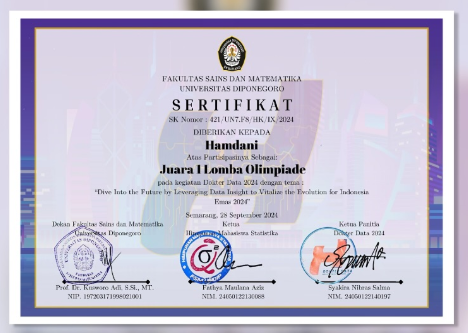 FAKULTAS SAINS DAN MATEMATIKA
UNIVERSITAS DIPONEGORO
SERTIFIKAT
SK Nomor : 421/UN7.F8/HK/IX/2024
DIBERIKAN KEPADA
Hamdani
Atas Partisipasinya Sebagai:
Juara I Lomba Olimpiade
pada kegiatan Dokter Data 2024 dengan tema :
"Dive Into the Future by Leveraging Data Insight to Vitalize the Evolution for Indonesia
Emas 2024"
Semarang, 28 September 2024
Dekan Fakultas Sains dan Matematika
Universitas Diponegoro
Ketua
Himpunan Mahasiswa Statistika
Ketua Panitia
Dokter Data 2024
Prof. Dr. Kusworo Adi, S.Si., MT.
NIP. 197203171998021001
Fathya Maulana Aziz
NIM. 24050122130088
Syakira Nibras Salma
NIM. 24050122140197